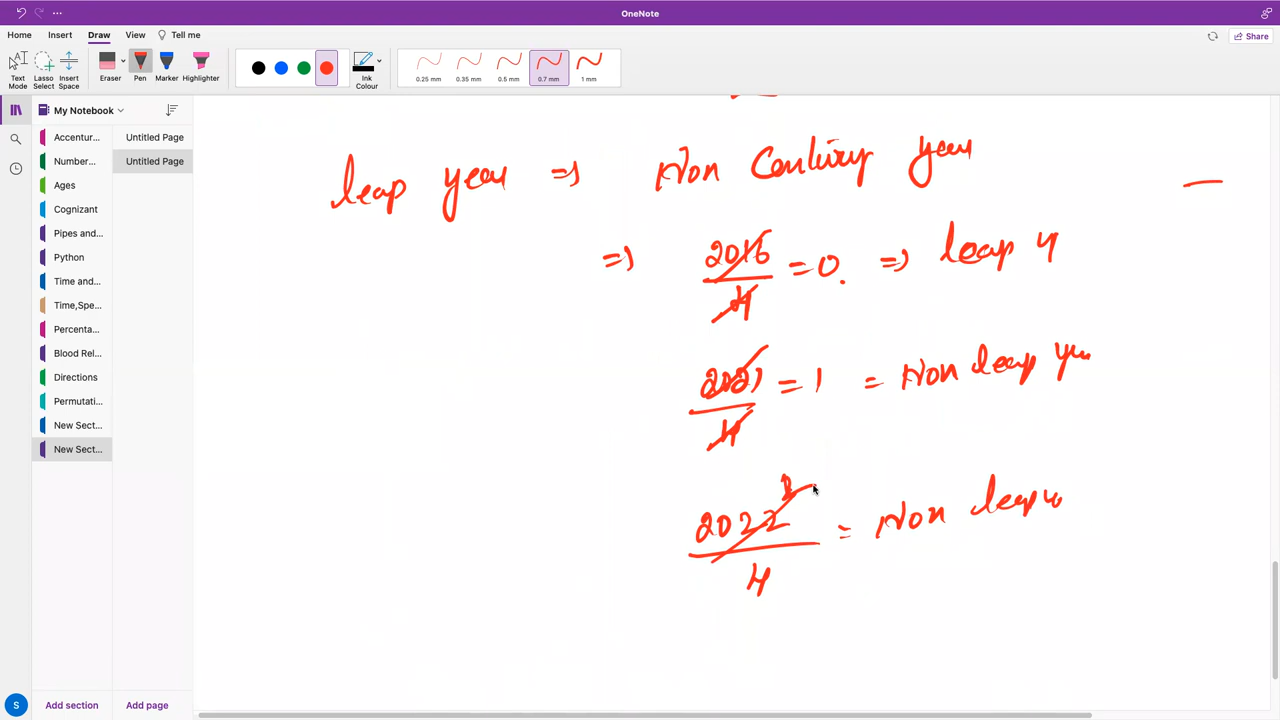 OneNote
Home Insert Draw View Tell me
Share
Text Mode
Lasso Select
Insert Space
Eraser
Pen
Marker
Highlighter
Ink Colour
0.25 mm
0.35 mm
0.5 mm
0.7 mm
1 mm
My Notebook
Accentur...
Number...
Ages
Cognizant
Pipes and...
Python
Time and...
Time,Spe...
Percenta...
Blood Rel...
Directions
Permutati...
New Sect...
New Sect...
Untitled Page
Untitled Page
leap year => Non Century year
=> 2016/4 = 0. => leap y
2021/4 = 1 = Non leap year
2022/4 = Non leap
S
Add section
Add page